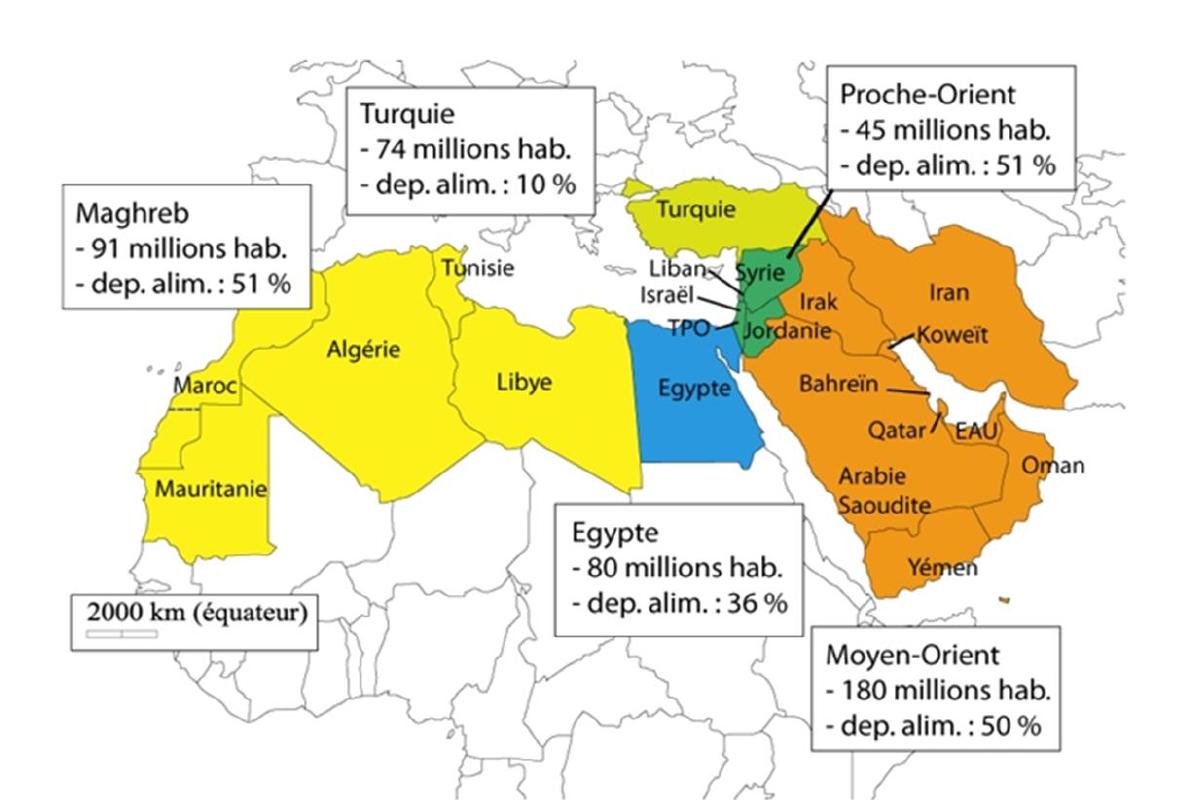 Turquie
- 74 millions hab.
- dep. alim. : 10 %
Proche-Orient
- 45 millions hab.
- dep. alim. : 51 %
Maghreb
- 91 millions hab.
- dep. alim. : 51 %
Turquie
Tunisie
Liban
Syrie
Israël
Irak
Iran
TPO
Jordanie
Koweït
Algérie
Libye
Egypte
Maroc
Bahreïn
Qatar
EAU
Mauritanie
Arabie
Saoudite
Oman
Yémen
Egypte
- 80 millions hab.
- dep. alim. : 36 %
2000 km (équateur)
Moyen-Orient
- 180 millions hab.
- dep. alim. : 50 %